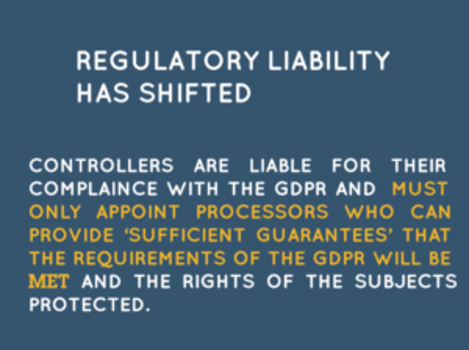 REGULATORY LIABILITY
HAS SHIFTED
CONTROLLERS ARE LIABLE FOR THEIR
COMPLAINCE WITH THE GDPR AND MUST
ONLY APPOINT PROCESSORS WHO CAN
PROVIDE ‘SUFFICIENT GUARANTEES’ THAT
THE REQUIREMENTS OF THE GDPR WILL BE
MET AND THE RIGHTS OF THE SUBJECTS
PROTECTED.